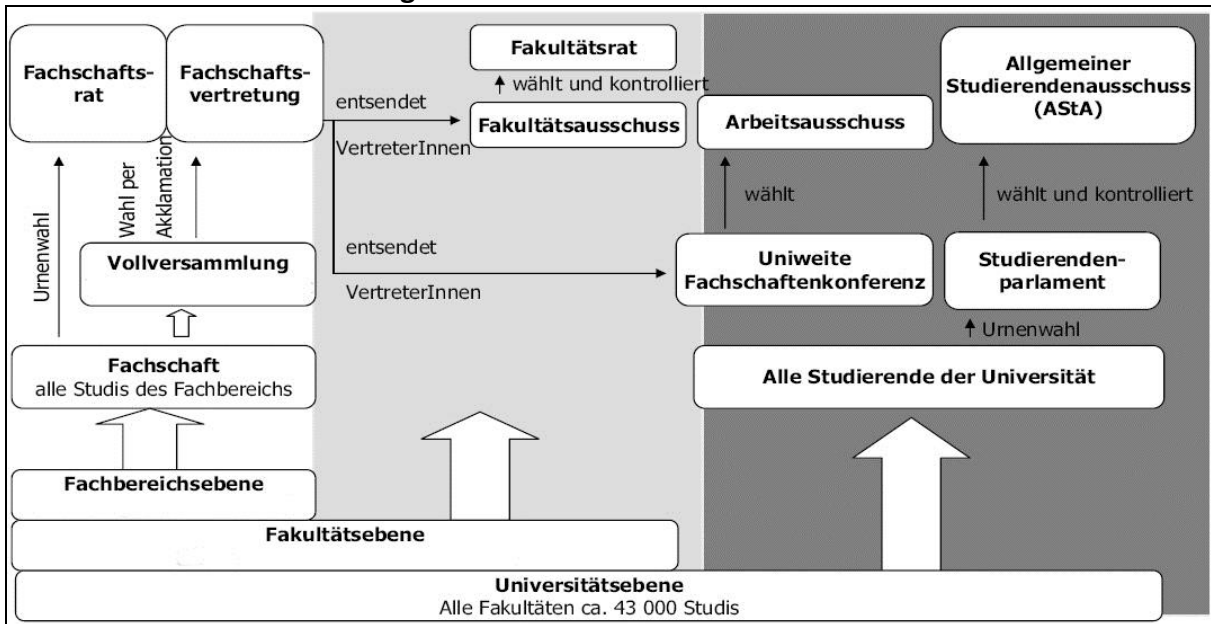 Fachschafts-
rat
Fachschafts-
vertretung
Urnenwahl
Wahl per
Akklamation
Vollversammlung
Fachschaft
alle Studis des Fachbereichs
Fachbereichsebene
entsendet
VertreterInnen
entsendet
VertreterInnen
Fakultätsrat
wählt und kontrolliert
Fakultätsausschuss
Fakultätsebene
Arbeitsausschuss
wählt
Uniweite
Fachschaftenkonferenz
Allgemeiner
Studierendenausschuss
(AStA)
wählt und kontrolliert
Studierenden-
parlament
Urnenwahl
Alle Studierende der Universität
Universitätsebene
Alle Fakultäten ca. 43 000 Studis